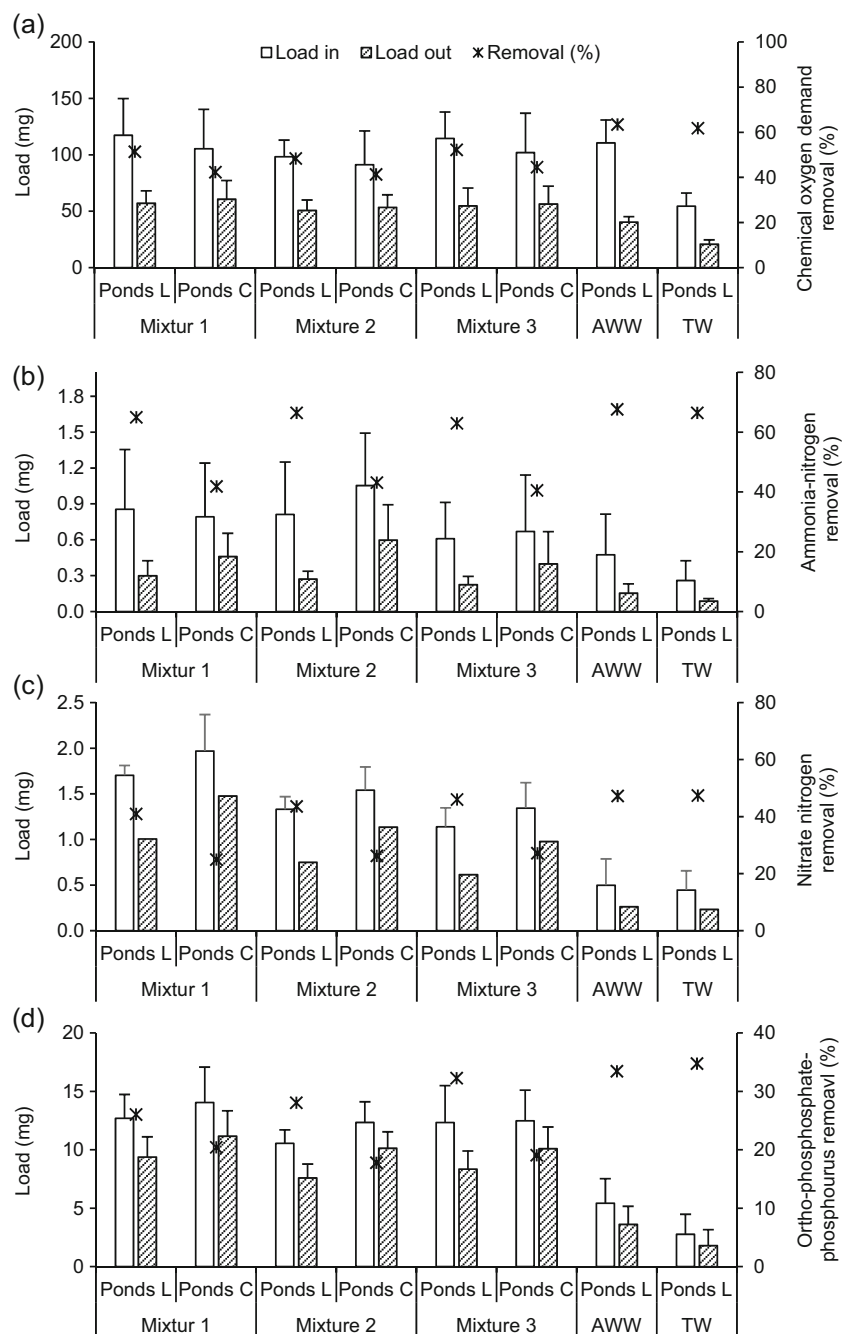 (a)
200 100
Load in Load out Removal (%)
150 80
100 60
50 40
0 20
0
Load (mg)
Chemical oxygen demand
removal (%)
Ponds L Ponds C Ponds L Ponds C Ponds L Ponds C Ponds L Ponds L
Mixtur 1 Mixture 2 Mixture 3 AWW TW
(b)
1.8 80
1.5 60
1.2 40
0.9 20
0.6 0
0.3
0.0
Load (mg)
Ammonia-nitrogen
removal (%)
Ponds L Ponds C Ponds L Ponds C Ponds L Ponds C Ponds L Ponds L
Mixtur 1 Mixture 2 Mixture 3 AWW TW
(c)
2.5 80
2.0 60
1.5 40
1.0 20
0.5 0
0.0
Load (mg)
Nitrate nitrogen
removal (%)
Ponds L Ponds C Ponds L Ponds C Ponds L Ponds C Ponds L Ponds L
Mixtur 1 Mixture 2 Mixture 3 AWW TW
(d)
20 40
15 30
10 20
5 10
0 0
Load (mg)
Ortho-phosphate-
phosphourus remoavl (%)
Ponds L Ponds C Ponds L Ponds C Ponds L Ponds C Ponds L Ponds L
Mixtur 1 Mixture 2 Mixture 3 AWW TW